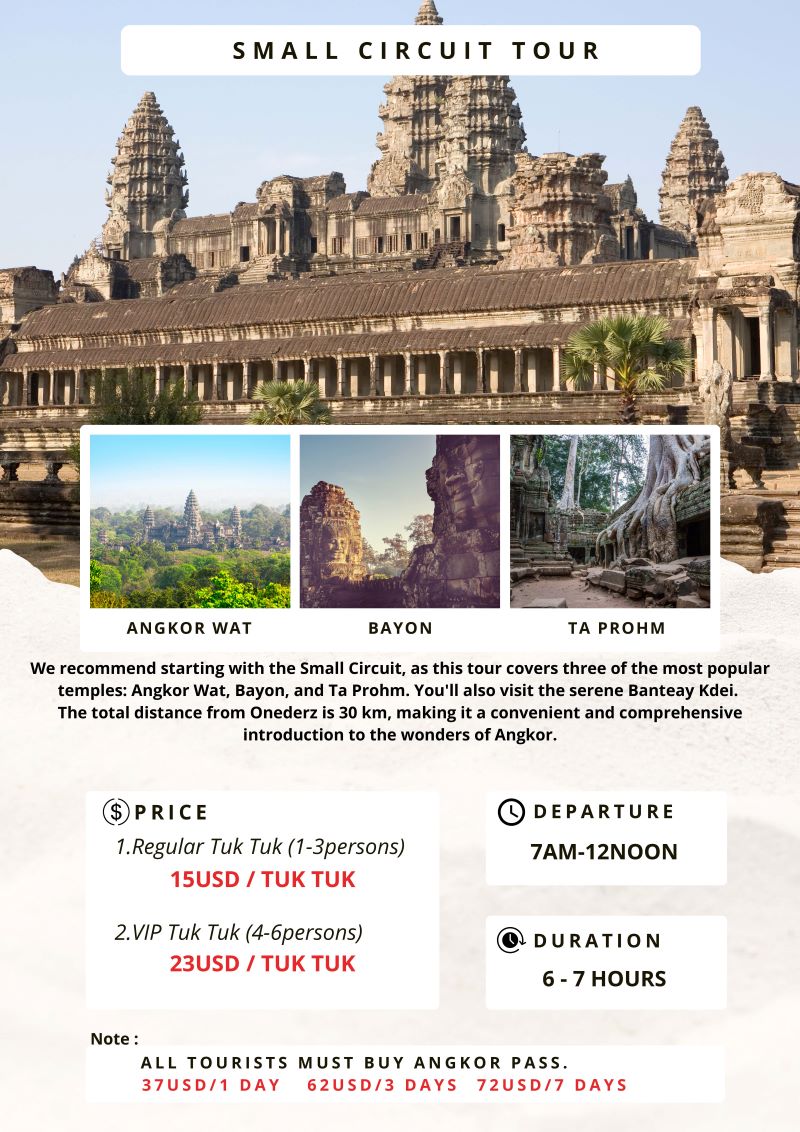 SMALL CIRCUIT TOUR
ANGKOR WAT
BAYON
TA PROHM
We recommend starting with the Small Circuit, as this tour covers three of the most popular
temples: Angkor Wat, Bayon, and Ta Prohm. You'll also visit the serene Banteay Kdei.
The total distance from Onederz is 30 km, making it a convenient and comprehensive
introduction to the wonders of Angkor.
PRICE
1.Regular Tuk Tuk (1-3persons)
15USD / TUK TUK
2.VIP Tuk Tuk (4-6persons)
23USD / TUK TUK
DEPARTURE
7AM-12NOON
DURATION
6 - 7 HOURS
Note :
ALL TOURISTS MUST BUY ANGKOR PASS.
37USD/1 DAY 62USD/3 DAYS 72USD/7 DAYS